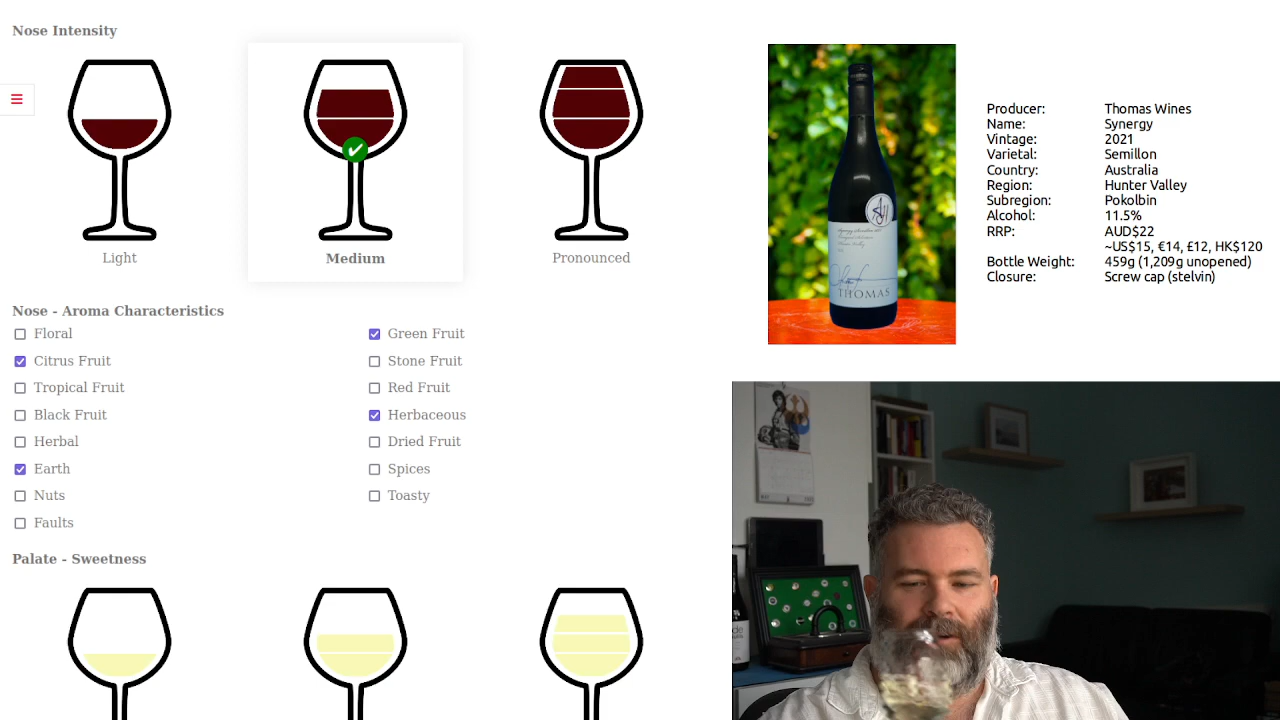 Nose Intensity
Light
Medium
Pronounced
Nose - Aroma Characteristics
Floral
Green Fruit
Citrus Fruit
Stone Fruit
Tropical Fruit
Red Fruit
Black Fruit
Herbaceous
Herbal
Dried Fruit
Earth
Spices
Nuts
Toasty
Faults
Palate - Sweetness
Producer: Thomas Wines
Name: Synergy
Vintage: 2021
Varietal: Semillon
Country: Australia
Region: Hunter Valley
Subregion: Pokolbin
Alcohol: 11.5%
RRP: AUD$22
~US$15, €14, £12, HK$120
Bottle Weight: 459g (1,209g unopened)
Closure: Screw cap (stelvin)
THOMAS